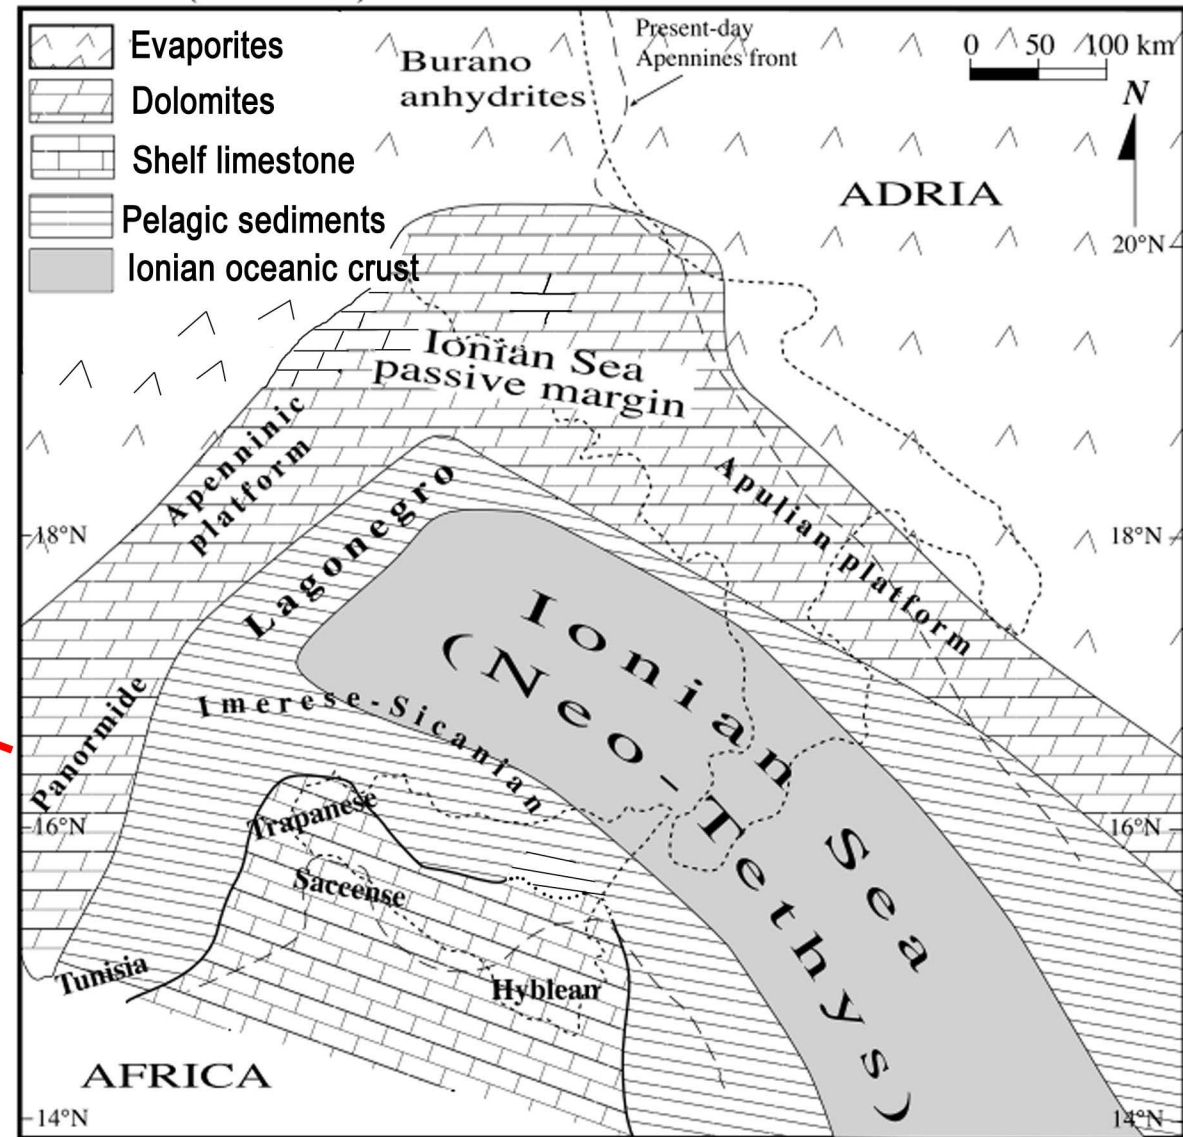 Evaporites
Dolomites
Shelf limestone
Pelagic sediments
Ionian oceanic crust
Burano
anhydrites
Present-day
Apennines front
0 50 100 km
N
ADRIA
20°N
Ionian Sea
passive margin
Apenninic
platform
Apulian platform
18°N
18°N
Lagonegro
Ionian Sea
(Neo-Tethys)
Imerese-Sicanian
Panormide
16°N
16°N
Trapanese
Saccense
Hyblean
Tunisia
AFRICA
14°N
14°N